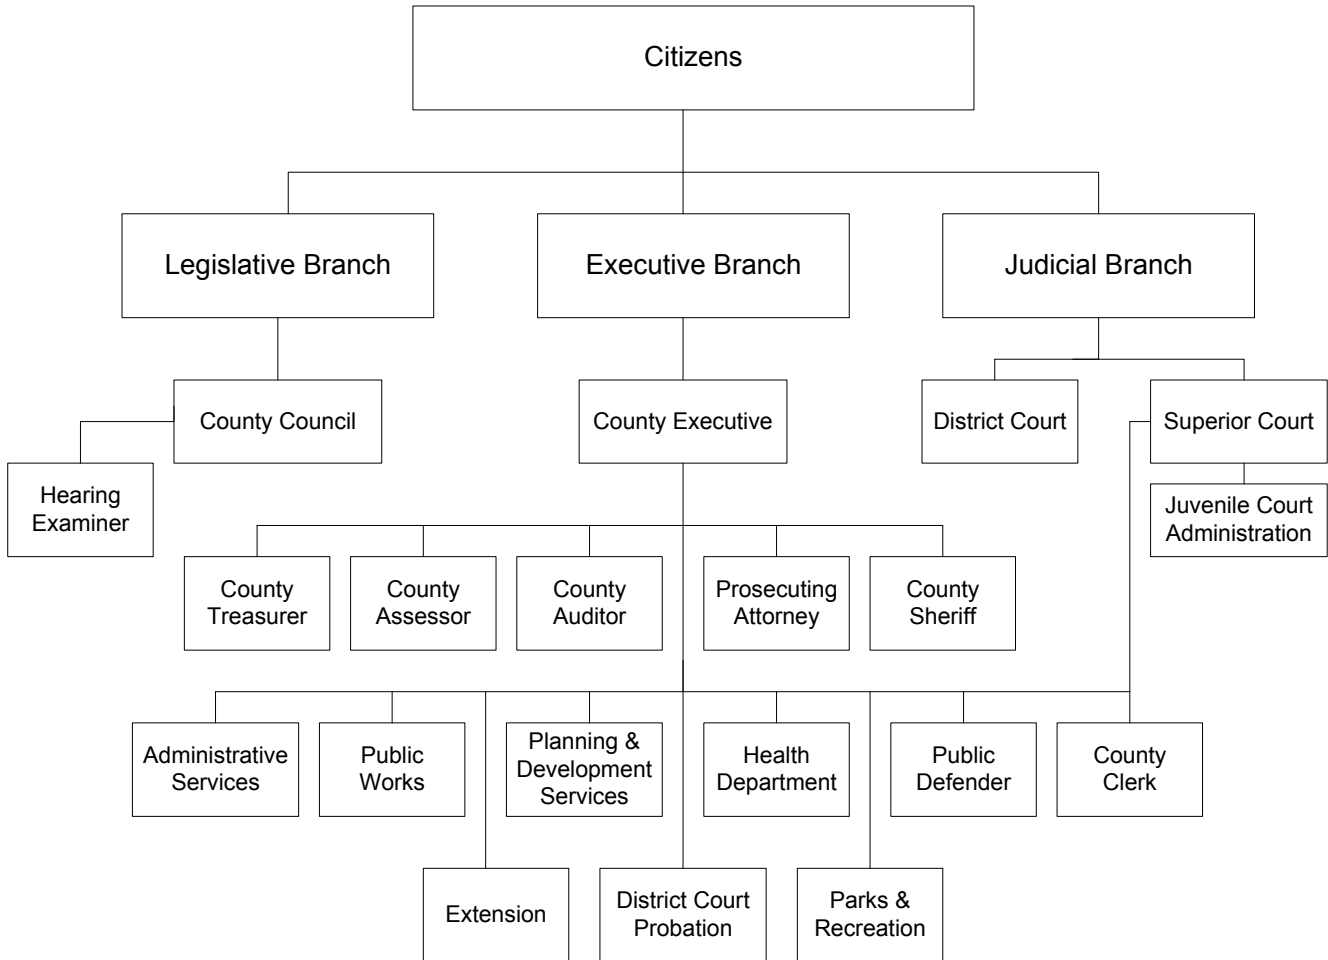 Citizens
Legislative Branch
Executive Branch
Judicial Branch
County Council
County Executive
District Court
Superior Court
Hearing
Examiner
Juvenile Court
Administration
County
Treasurer
County
Assessor
County
Auditor
Prosecuting
Attorney
County
Sheriff
Administrative
Services
Public
Works
Planning &
Development
Services
Health
Department
Public
Defender
County
Clerk
Extension
District Court
Probation
Parks &
Recreation